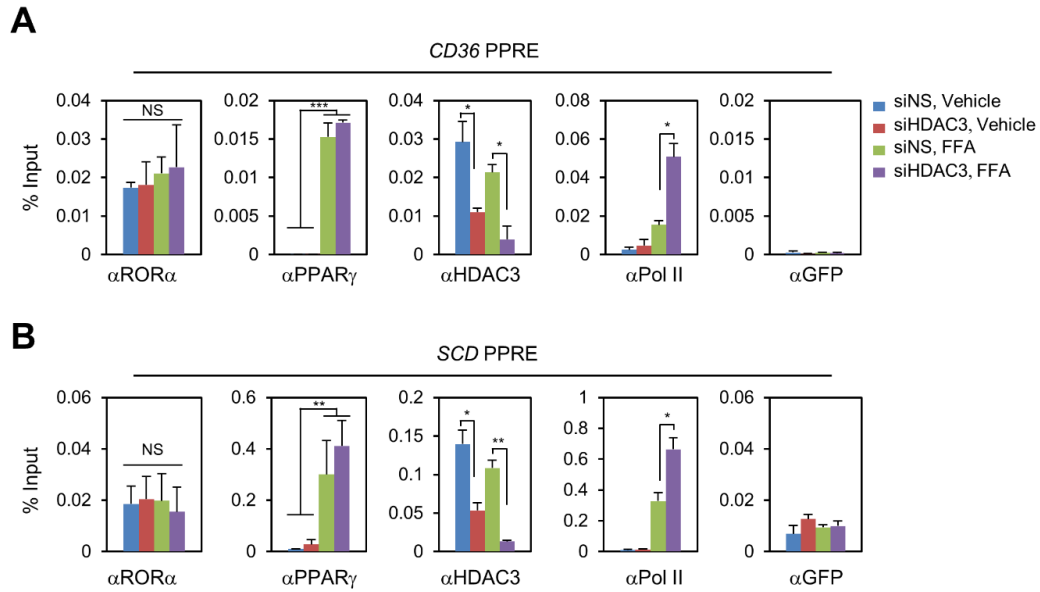 A
CD36 PPRE
% Input
0.04
0.03
0.02
0.01
0
NS
αRORα
0.02
0.015
0.01
0.005
0
***
αPPARγ
0.04
0.03
0.02
0.01
0
*
*
αHDAC3
0.08
0.06
0.04
0.02
0
*
αPol II
0.02
0.015
0.01
0.005
0
αGFP
siNS, Vehicle
siHDAC3, Vehicle
siNS, FFA
siHDAC3, FFA
B
SCD PPRE
% Input
0.06
0.04
0.02
0
NS
αRORα
0.6
0.4
0.2
0
**
αPPARγ
0.2
0.15
0.1
0.05
0
*
**
αHDAC3
1
0.8
0.6
0.4
0.2
0
*
αPol II
0.06
0.04
0.02
0
αGFP